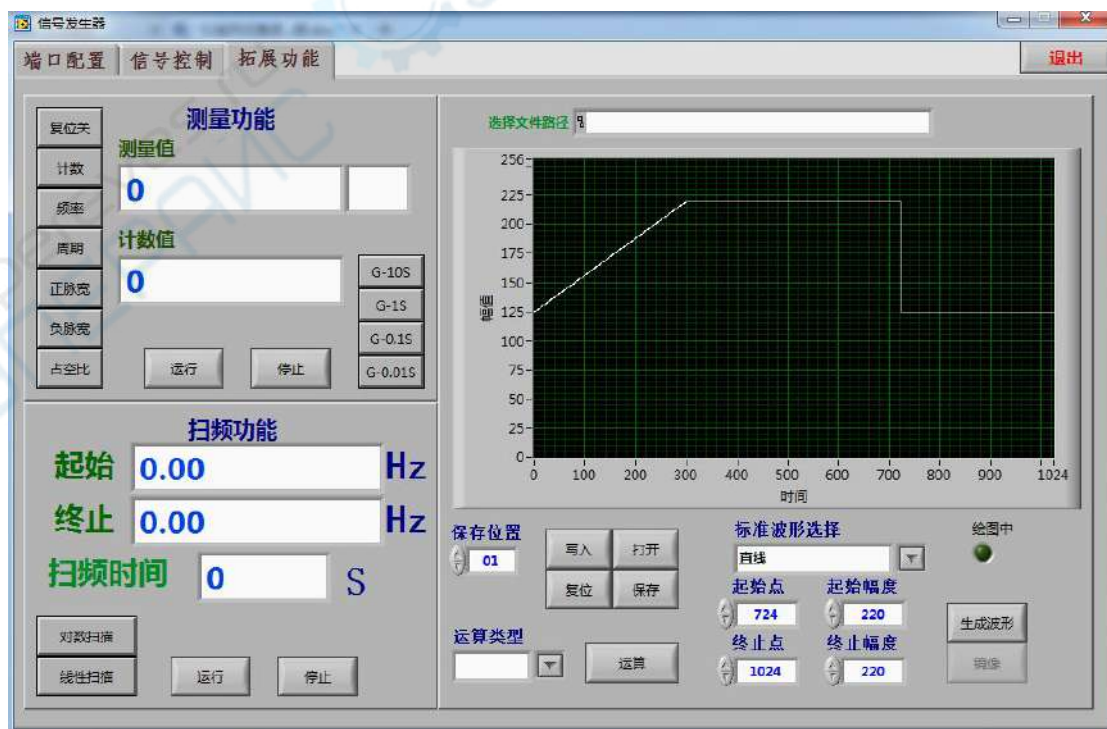 信号发生器
端口配置 信号控制 拓展功能 退出
测量功能
复位关
计数
频率
周期
正脉宽
负脉宽
占空比
测量值
0
计数值
0
G-10S
G-1S
G-0.1S
G-0.01S
运行 停止
扫频功能
起始 0.00 Hz
终止 0.00 Hz
扫频时间 0 S
对数扫描
线性扫描
运行 停止
选择文件路径
256
225
200
175
150
125
100
75
50
25
0
幅值
0 100 200 300 400 500 600 700 800 900 1024
时间
保存位置
01
写入 打开
复位 保存
运算类型
运算
标准波形选择
直线
起始点 起始幅度
724 220
终止点 终止幅度
1024 220
绘图中
生成波形
镜像